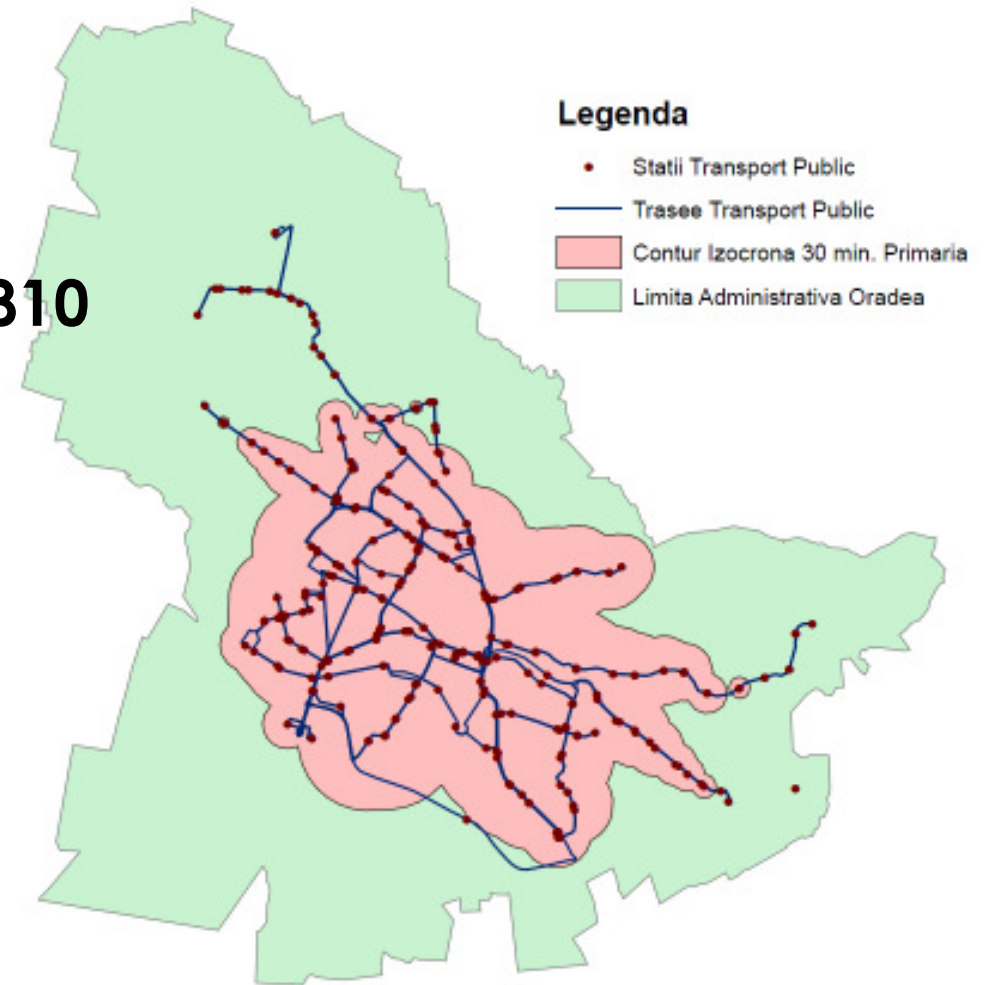 Legenda
Statii Transport Public
Trasee Transport Public
Contur Izocrona 30 min. Primaria
310
Limita Administrativa Oradea